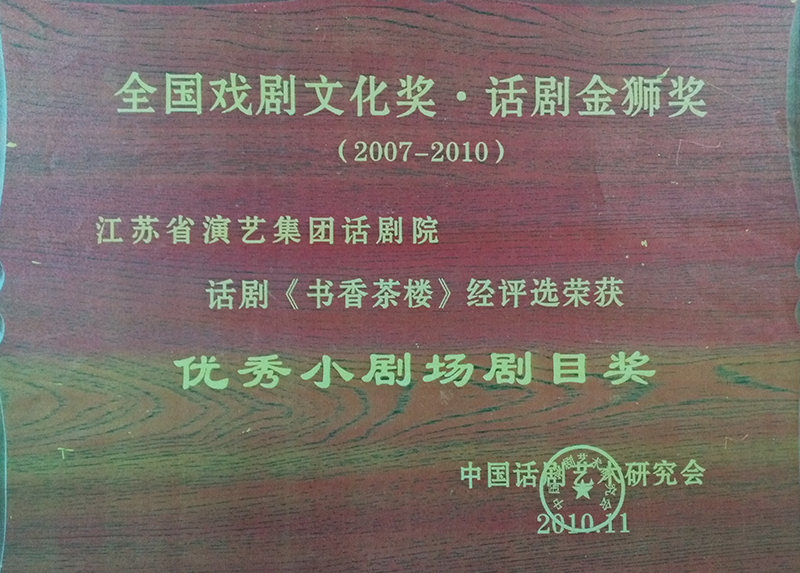 全国戏剧文化奖·话剧金狮奖
(2007-2010)
江苏省演艺集团话剧院
话剧《书香茶楼》经评选荣获
优秀小剧场剧目奖
中国话剧艺术研究会
2010.11